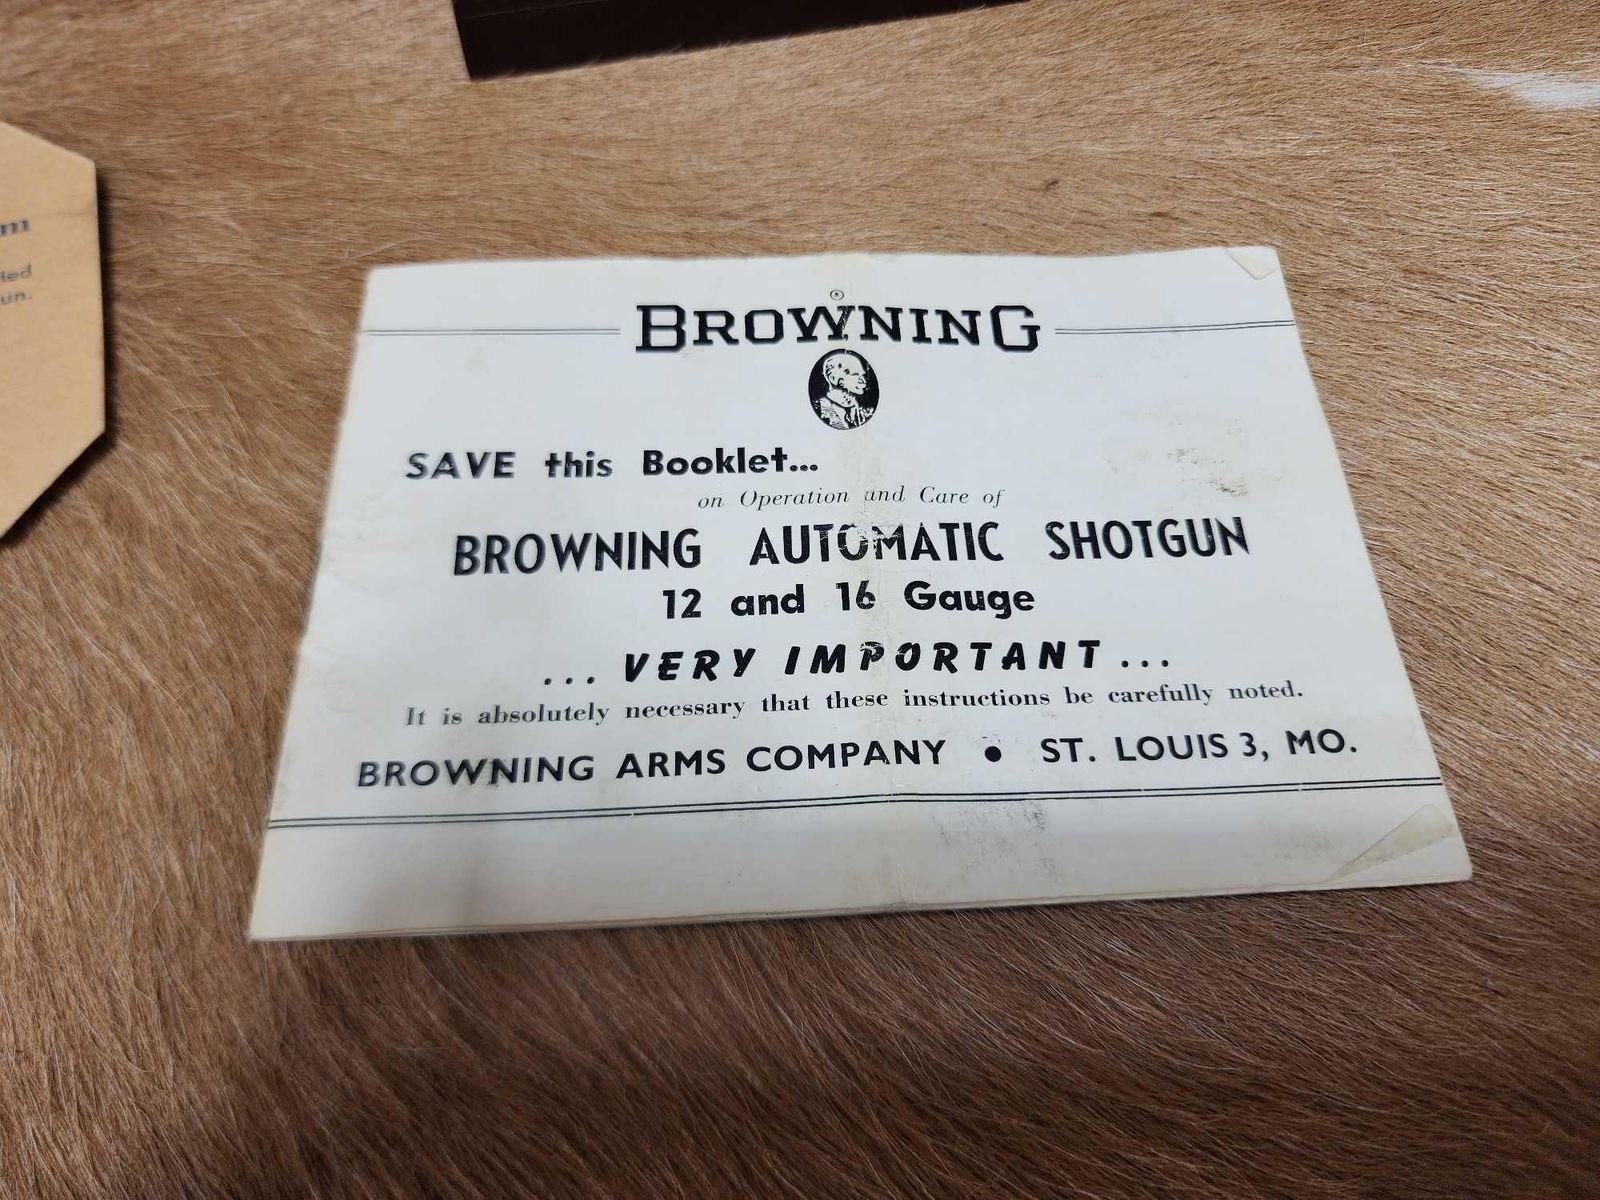 ®
BROWNING
SAVE this Booklet...
on Operation and Care of
BROWNING AUTOMATIC SHOTGUN
12 and 16 Gauge
... VERY IMPORTANT ...
It is absolutely necessary that these instructions be carefully noted.
BROWNING ARMS COMPANY • ST. LOUIS 3, MO.